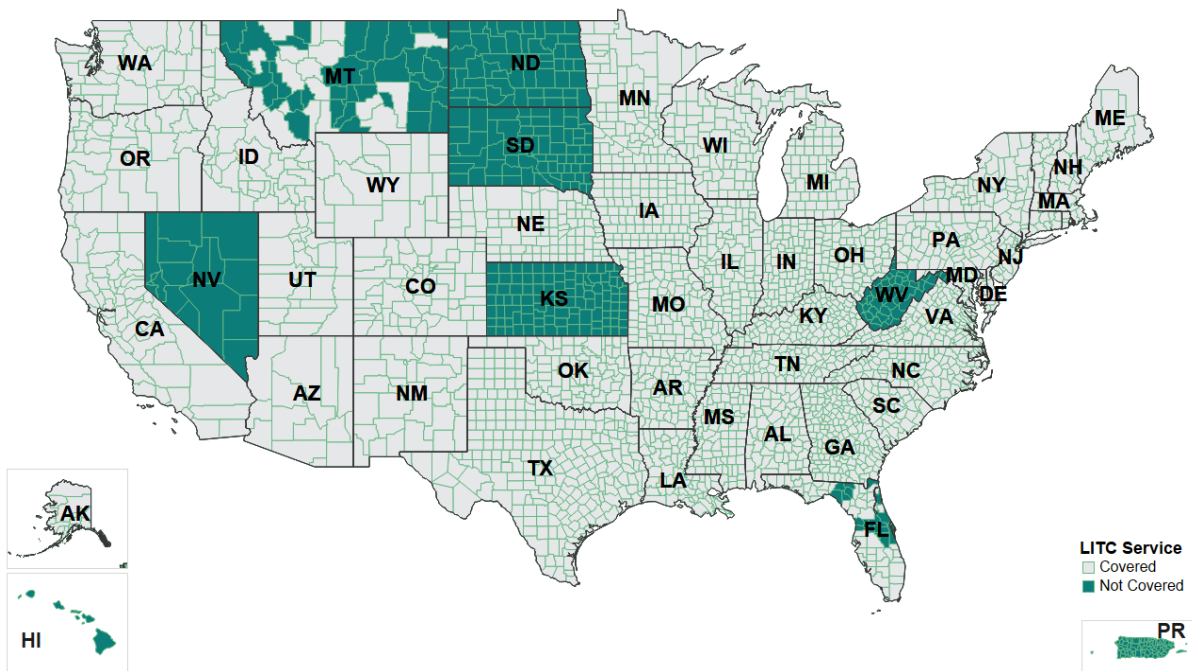 WA
MT
ND
MN
ME
OR
ID
SD
WI
NH
WY
MI
NY
MA
IA
NE
PA
NJ
NV
UT
CO
IL
IN
OH
MD
DE
KS
WV
CA
MO
KY
VA
TN
NC
AZ
NM
OK
AR
SC
MS
AL
GA
TX
LA
AK
FL
LITC Service
Covered
Not Covered
HI
PR